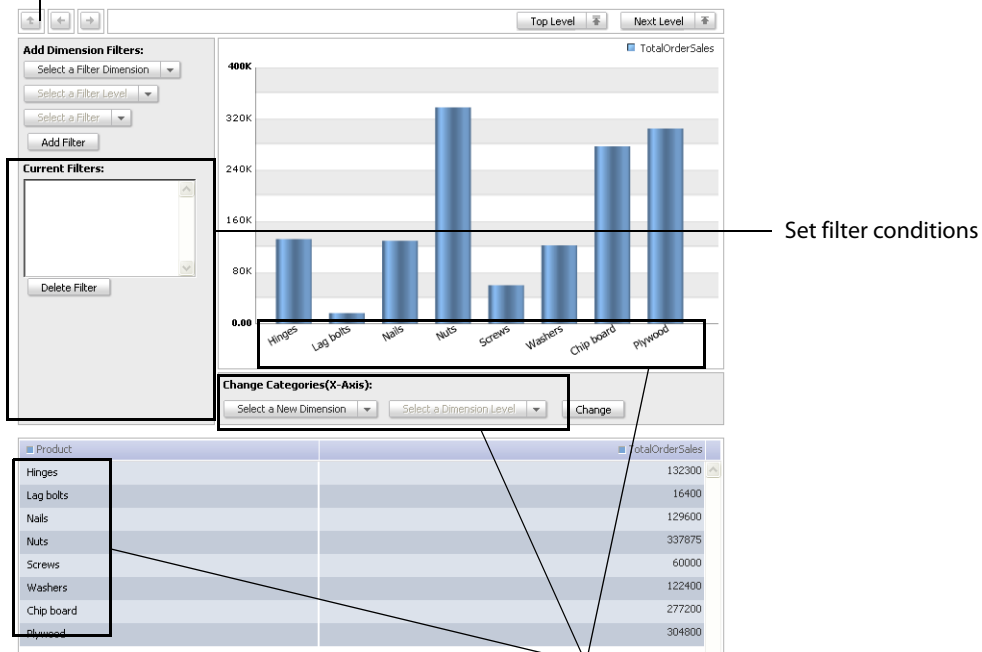 Top Level
Next Level
Add Dimension Filters:
Select a Filter Dimension
Select a Filter Level
Select a Filter
Add Filter
Current Filters:
Delete Filter
TotalOrderSales
400K
320K
240K
160K
80K
0.00
Hinges
Lag bolts
Nails
Nuts
Screws
Washers
Chip board
Plywood
Set filter conditions
Change Categories(X-Axis):
Select a New Dimension
Select a Dimension Level
Change
Product TotalOrderSales
Hinges 132300
Lag bolts 16400
Nails 129600
Nuts 337875
Screws 60000
Washers 122400
Chip board 277200
Plywood 304800